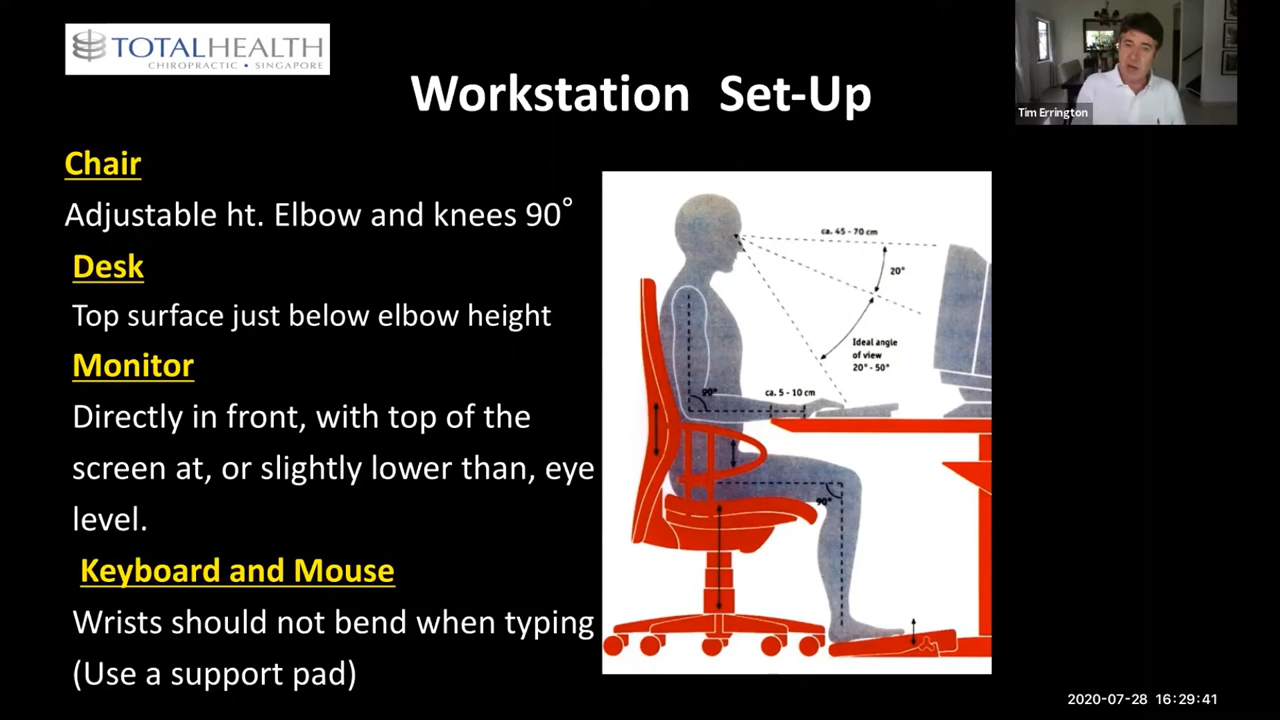 TOTALHEALTH
CHIROPRACTIC • SINGAPORE
Tim Errington
Workstation Set-Up
Chair
Adjustable ht. Elbow and knees 90°
Desk
Top surface just below elbow height
Monitor
Directly in front, with top of the
screen at, or slightly lower than, eye
level.
Keyboard and Mouse
Wrists should not bend when typing
(Use a support pad)
ca. 45 - 70 cm
20°
Ideal angle
of view
20° - 50°
90°
ca. 5 - 10 cm
90°
2020-07-28 16:29:41